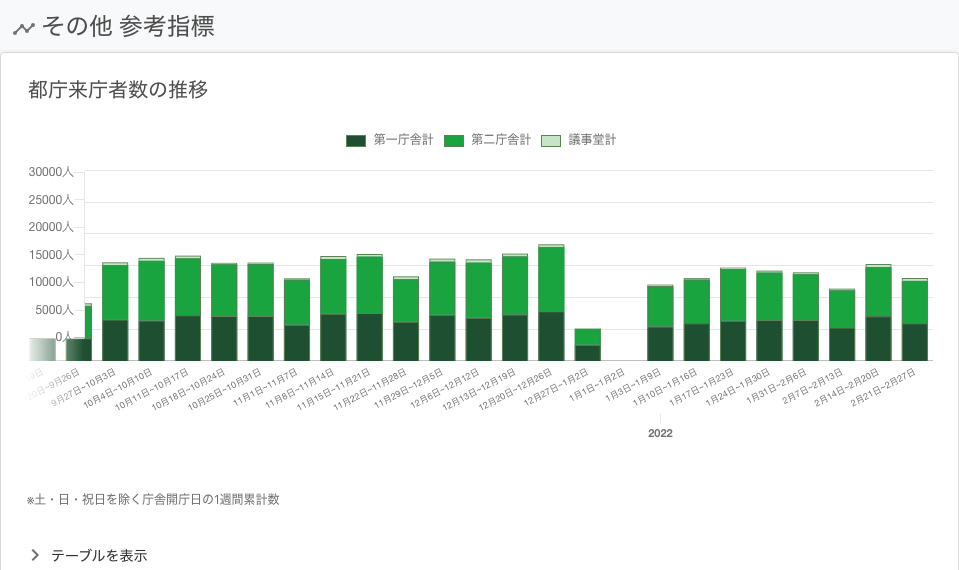 その他 参考指標
都庁来庁者数の推移
第一庁舎計 第二庁舎計 議事堂計
30000人
25000人
20000人
15000人
10000人
5000人
0人
9月27日~10月3日
10月4日~10月10日
10月11日~10月17日
10月18日~10月24日
10月25日~10月31日
11月1日~11月7日
11月8日~11月14日
11月15日~11月21日
11月22日~11月28日
11月29日~12月5日
12月6日~12月12日
12月13日~12月19日
12月20日~12月26日
12月27日~1月2日
1月1日~1月2日
1月3日~1月9日
1月10日~1月16日
1月17日~1月23日
1月24日~1月30日
1月31日~2月6日
2月7日~2月13日
2月14日~2月20日
2月21日~2月27日
2022
※土・日・祝日を除く庁舎開庁日の1週間累計数
テーブルを表示